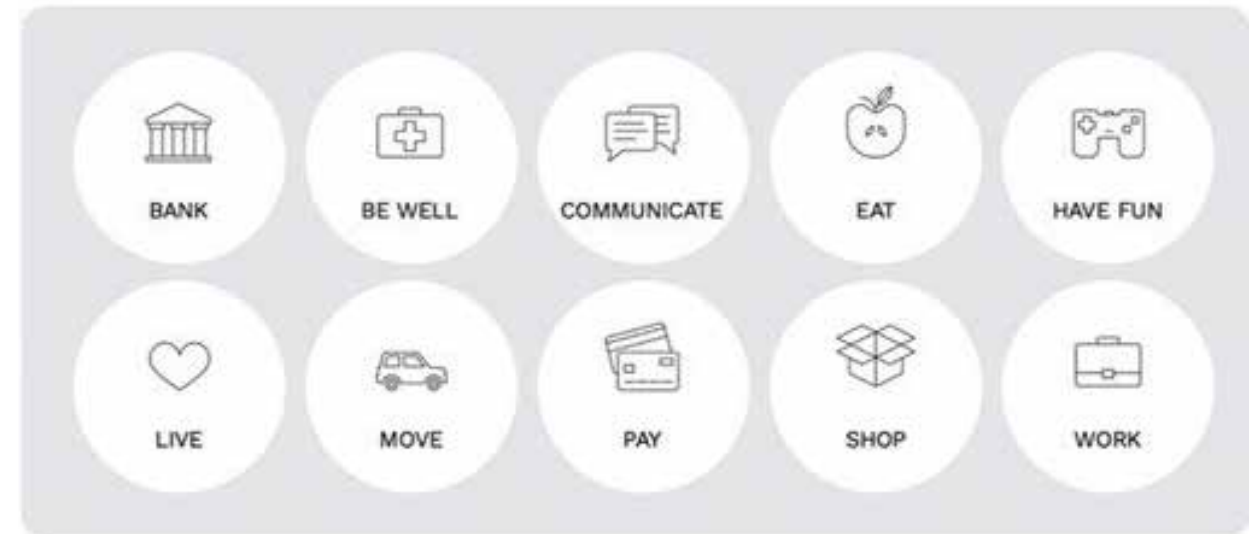 BANK
BE WELL
COMMUNICATE
EAT
HAVE FUN
LIVE
MOVE
PAY
SHOP
WORK